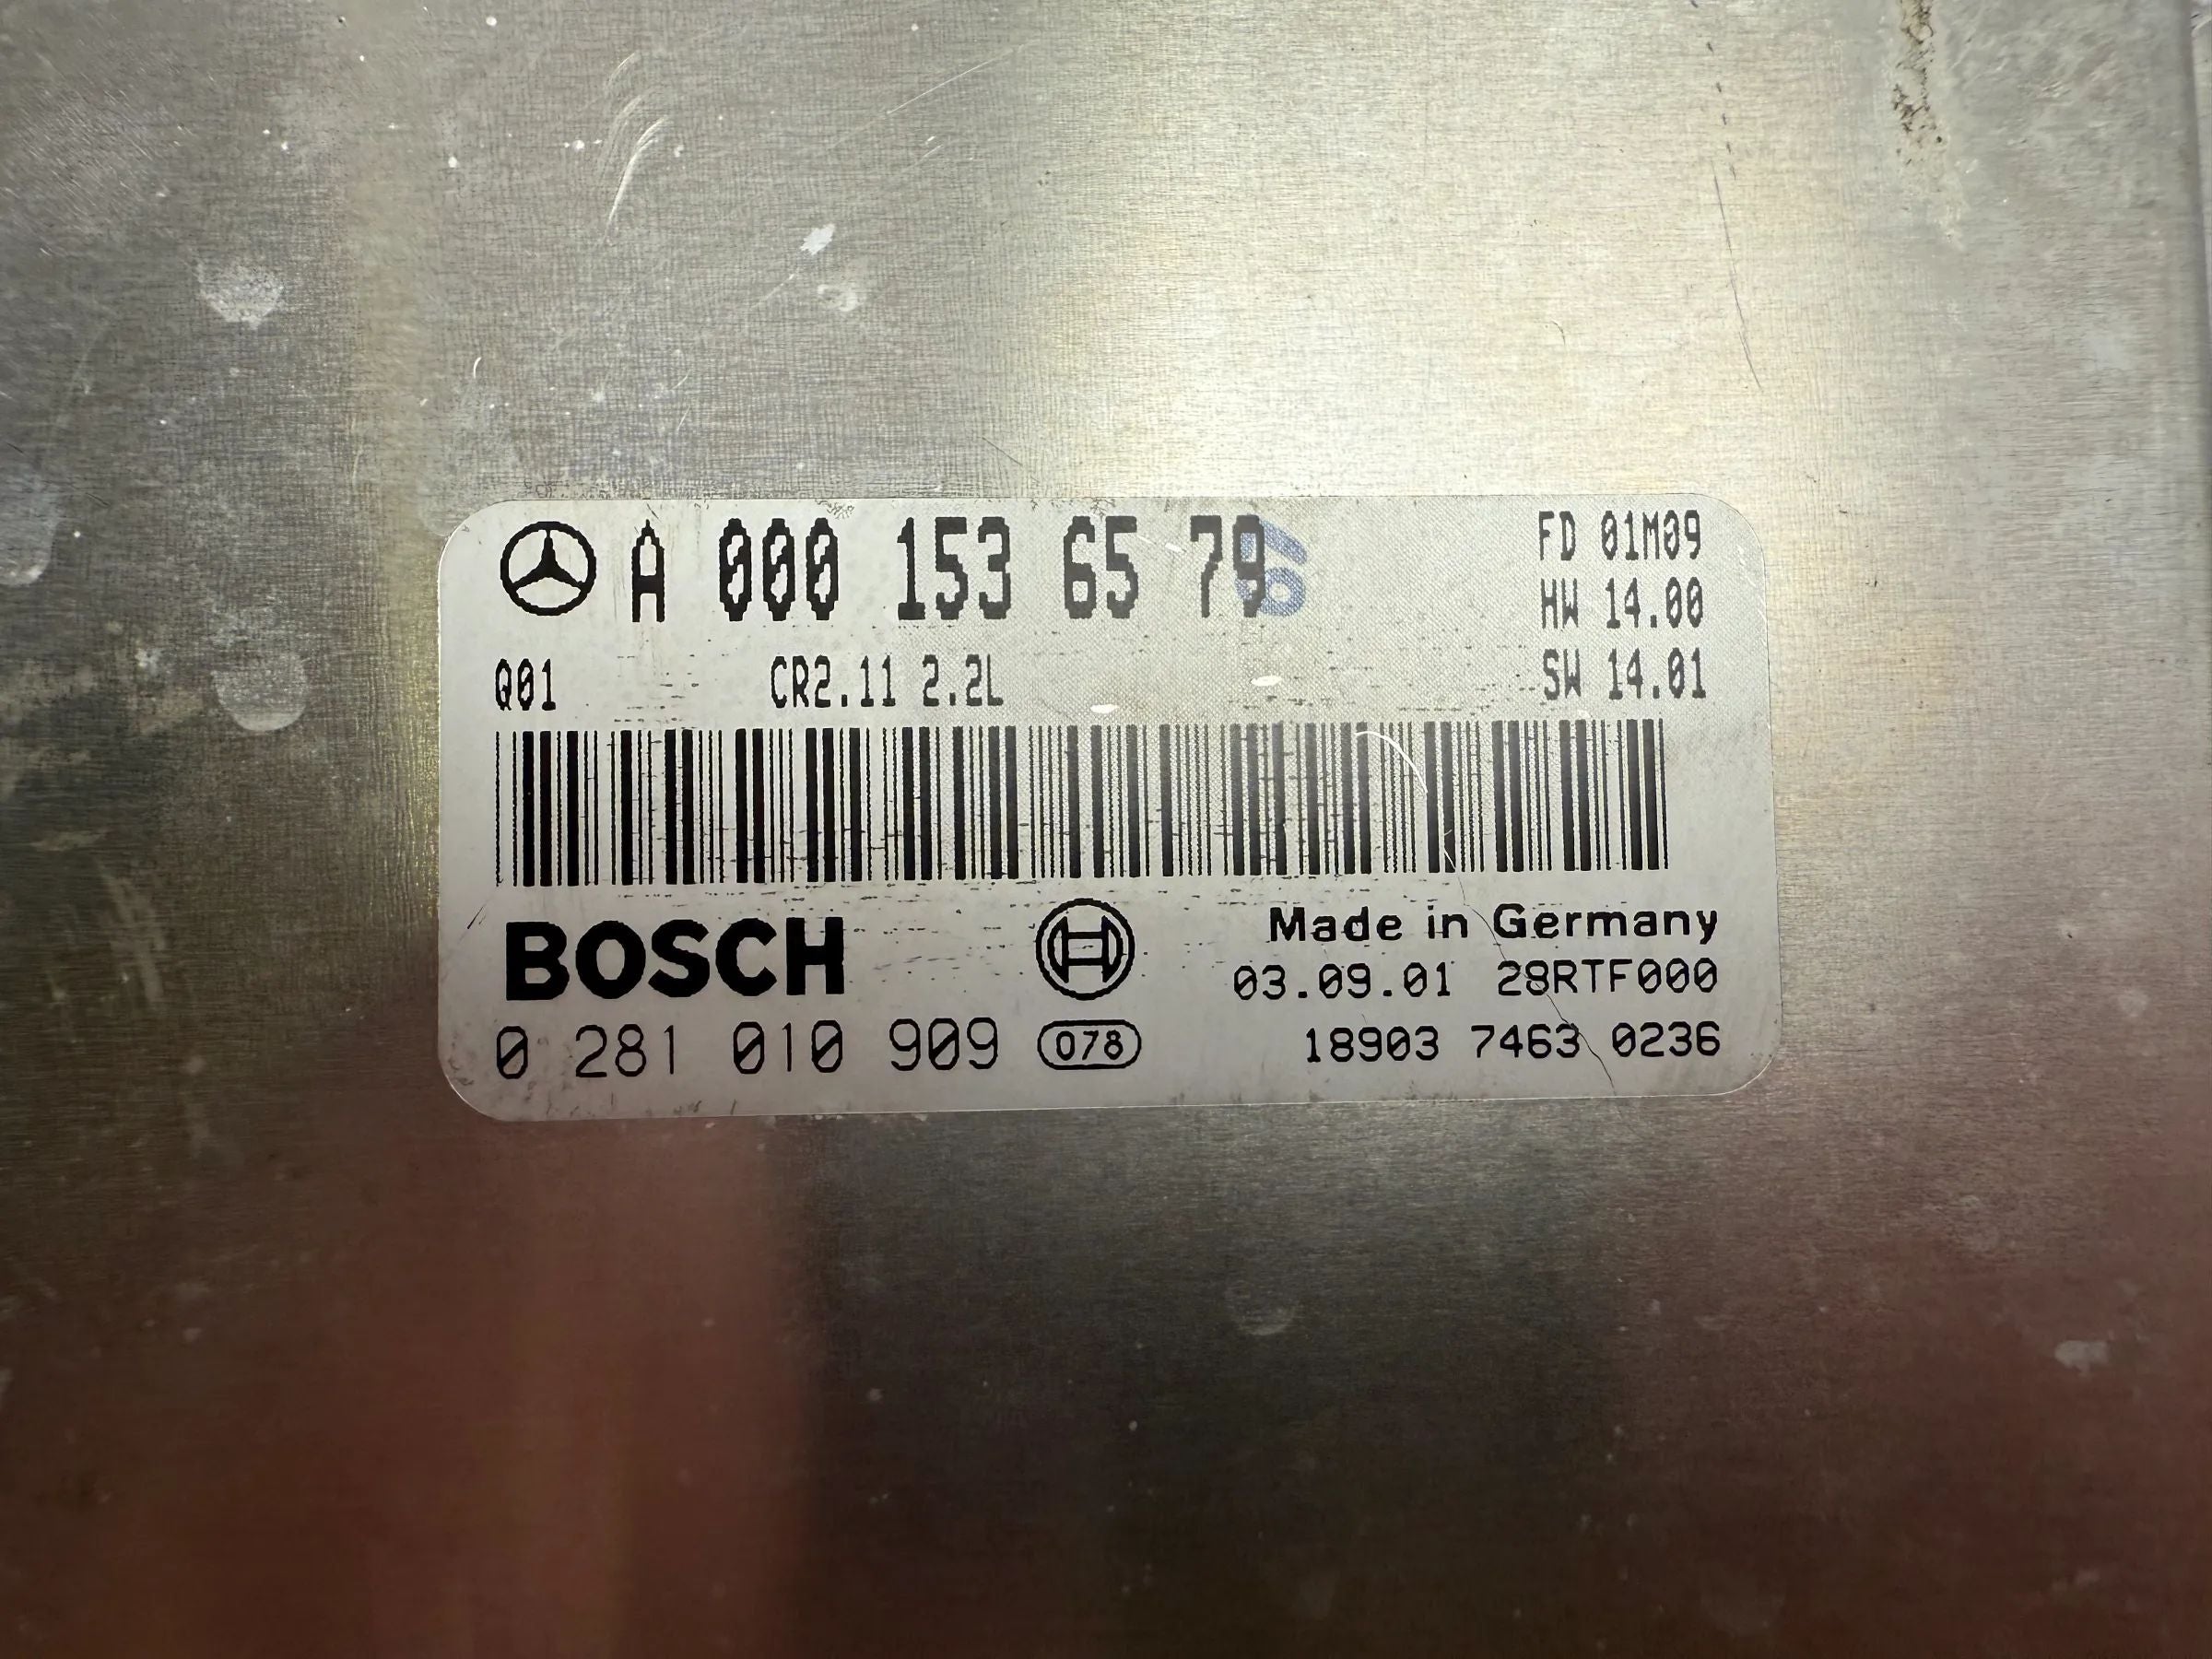 A 000 153 65 79
FD 01M09
HW 14.00
Q01 CR2.11 2.2L
SW 14.01
BOSCH
Made in Germany
03.09.01 28RTF000
0 281 010 909 078
18903 7463 0236